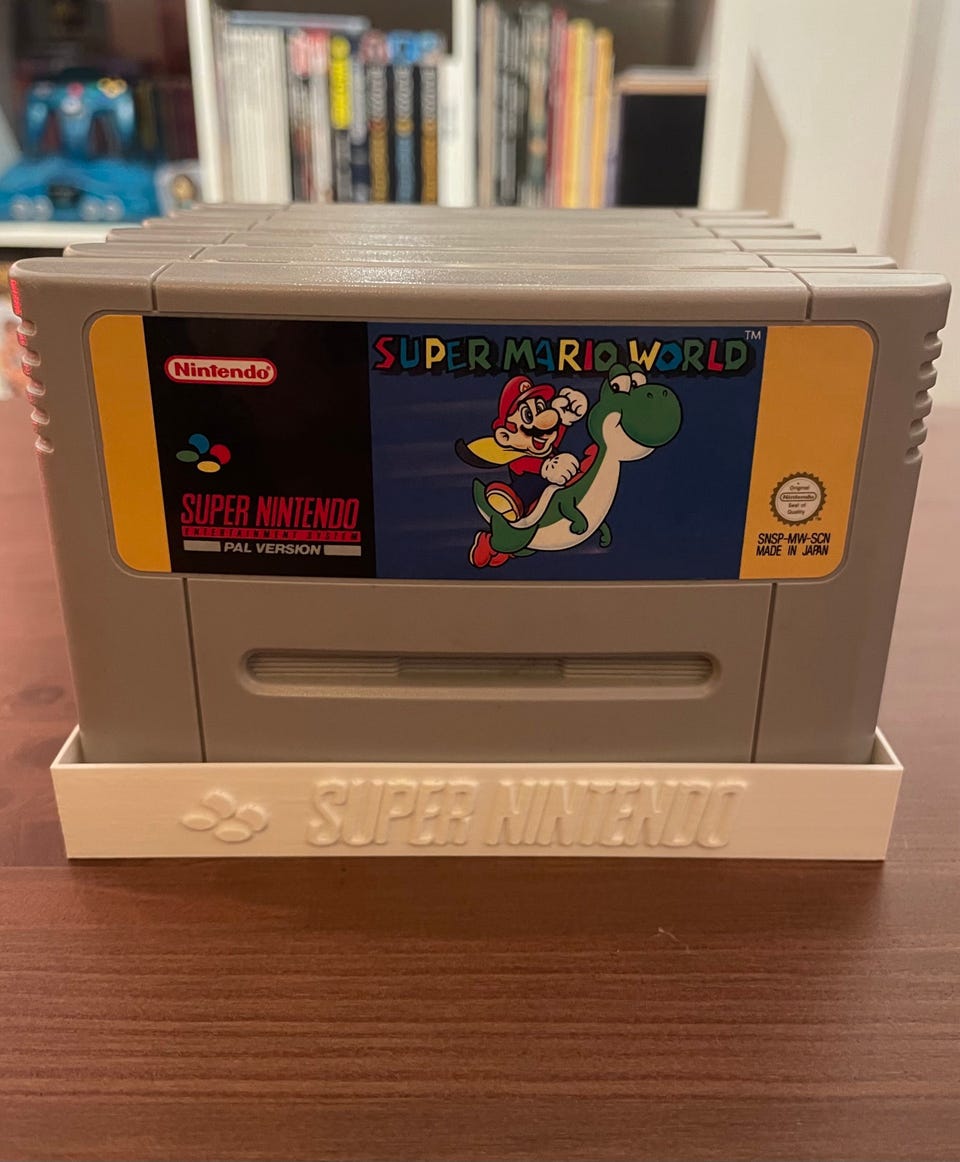 Nintendo®
SUPER NINTENDO
ENTERTAINMENT SYSTEM
PAL VERSION
SUPER MARIO WORLD™
Original
Nintendo
Seal of
Quality
TM
SNSP-MW-SCN
MADE IN JAPAN
SUPER NINTENDO